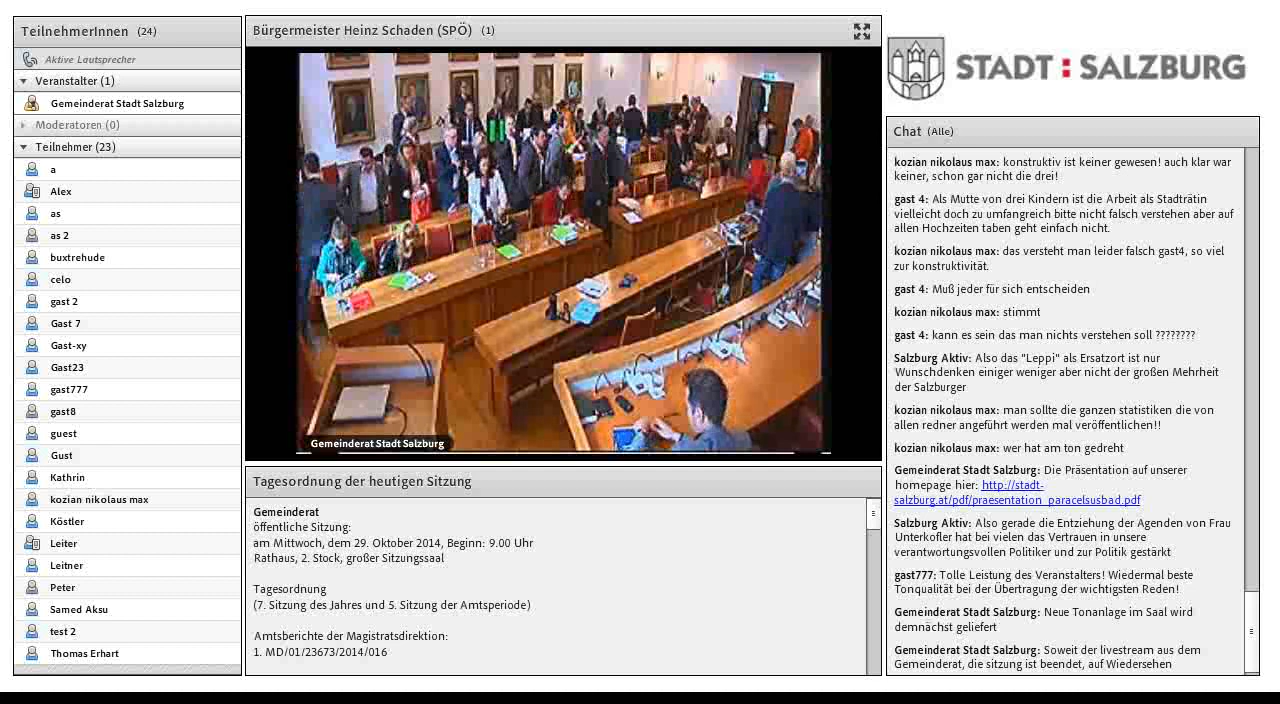 TeilnehmerInnen (24)
Aktive Lautsprecher
Veranstalter (1)
Gemeinderat Stadt Salzburg
Moderatoren (0)
Teilnehmer (23)
a
Alex
as
as 2
buxtrehude
celo
gast 2
Gast 7
Gast-xy
Gast23
gast777
gast8
guest
Gust
Kathrin
kozian nikolaus max
Köstler
Leiter
Leitner
Peter
Samed Aksu
test 2
Thomas Erhart
Bürgermeister Heinz Schaden (SPÖ) (1)
Gemeinderat Stadt Salzburg
Tagesordnung der heutigen Sitzung
Gemeinderat
öffentliche Sitzung:
am Mittwoch, dem 29. Oktober 2014, Beginn: 9.00 Uhr
Rathaus, 2. Stock, großer Sitzungssaal
Tagesordnung
(7. Sitzung des Jahres und 5. Sitzung der Amtsperiode)
Amtsberichte der Magistratsdirektion:
1. MD/01/23673/2014/016
STADT : SALZBURG
Chat (Alle)
kozian nikolaus max: konstruktiv ist keiner gewesen! auch klar war
keiner, schon gar nicht die drei!
gast 4: Als Mutte von drei Kindern ist die Arbeit als Stadträtin
vielleicht doch zu umfangreich bitte nicht falsch verstehen aber auf
allen Hochzeiten taben geht einfach nicht.
kozian nikolaus max: das versteht man leider falsch gast4, so viel
zur konstruktivität.
gast 4: Muß jeder für sich entscheiden
kozian nikolaus max: stimmt
gast 4: kann es sein das man nichts verstehen soll ????????
Salzburg Aktiv: Also das "Leppi" als Ersatzort ist nur
Wunschdenken einiger weniger aber nicht der großen Mehrheit
der Salzburger
kozian nikolaus max: man sollte die ganzen statistiken die von
allen redner angeführt werden mal veröffentlichen!!
kozian nikolaus max: wer hat am ton gedreht
Gemeinderat Stadt Salzburg: Die Präsentation auf unserer
homepage hier: http://stadt-
salzburg.at/pdf/praesentation_paracelsusbad.pdf
Salzburg Aktiv: Also gerade die Entziehung der Agenden von Frau
Unterkofler hat bei vielen das Vertrauen in unsere
verantwortungsvollen Politiker und zur Politik gestärkt
gast777: Tolle Leistung des Veranstalters! Wiedermal beste
Tonqualität bei der Übertragung der wichtigsten Reden!
Gemeinderat Stadt Salzburg: Neue Tonanlage im Saal wird
demnächst geliefert
Gemeinderat Stadt Salzburg: Soweit der livestream aus dem
Gemeinderat, die sitzung ist beendet, auf Wiedersehen